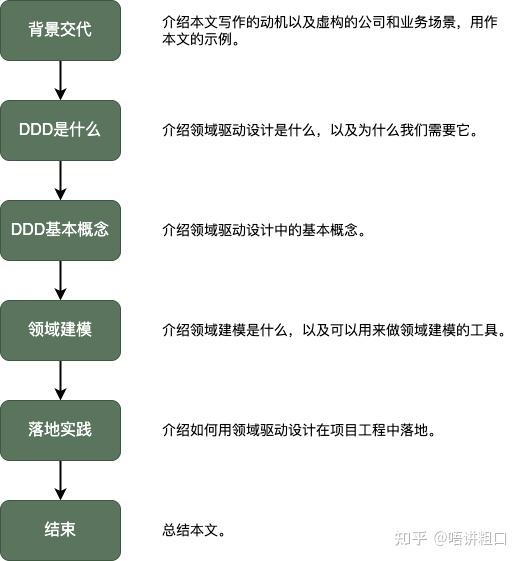 背景交代
介绍本文写作的动机以及虚构的公司和业务场景，用作
本文的示例。
DDD是什么
介绍领域驱动设计是什么，以及为什么我们需要它。
DDD基本概念
介绍领域驱动设计中的基本概念。
领域建模
介绍领域建模是什么，以及可以用来做领域建模的工具。
落地实践
介绍如何用领域驱动设计在项目工程中落地。
结束
总结本文。
知乎 @唔讲粗口